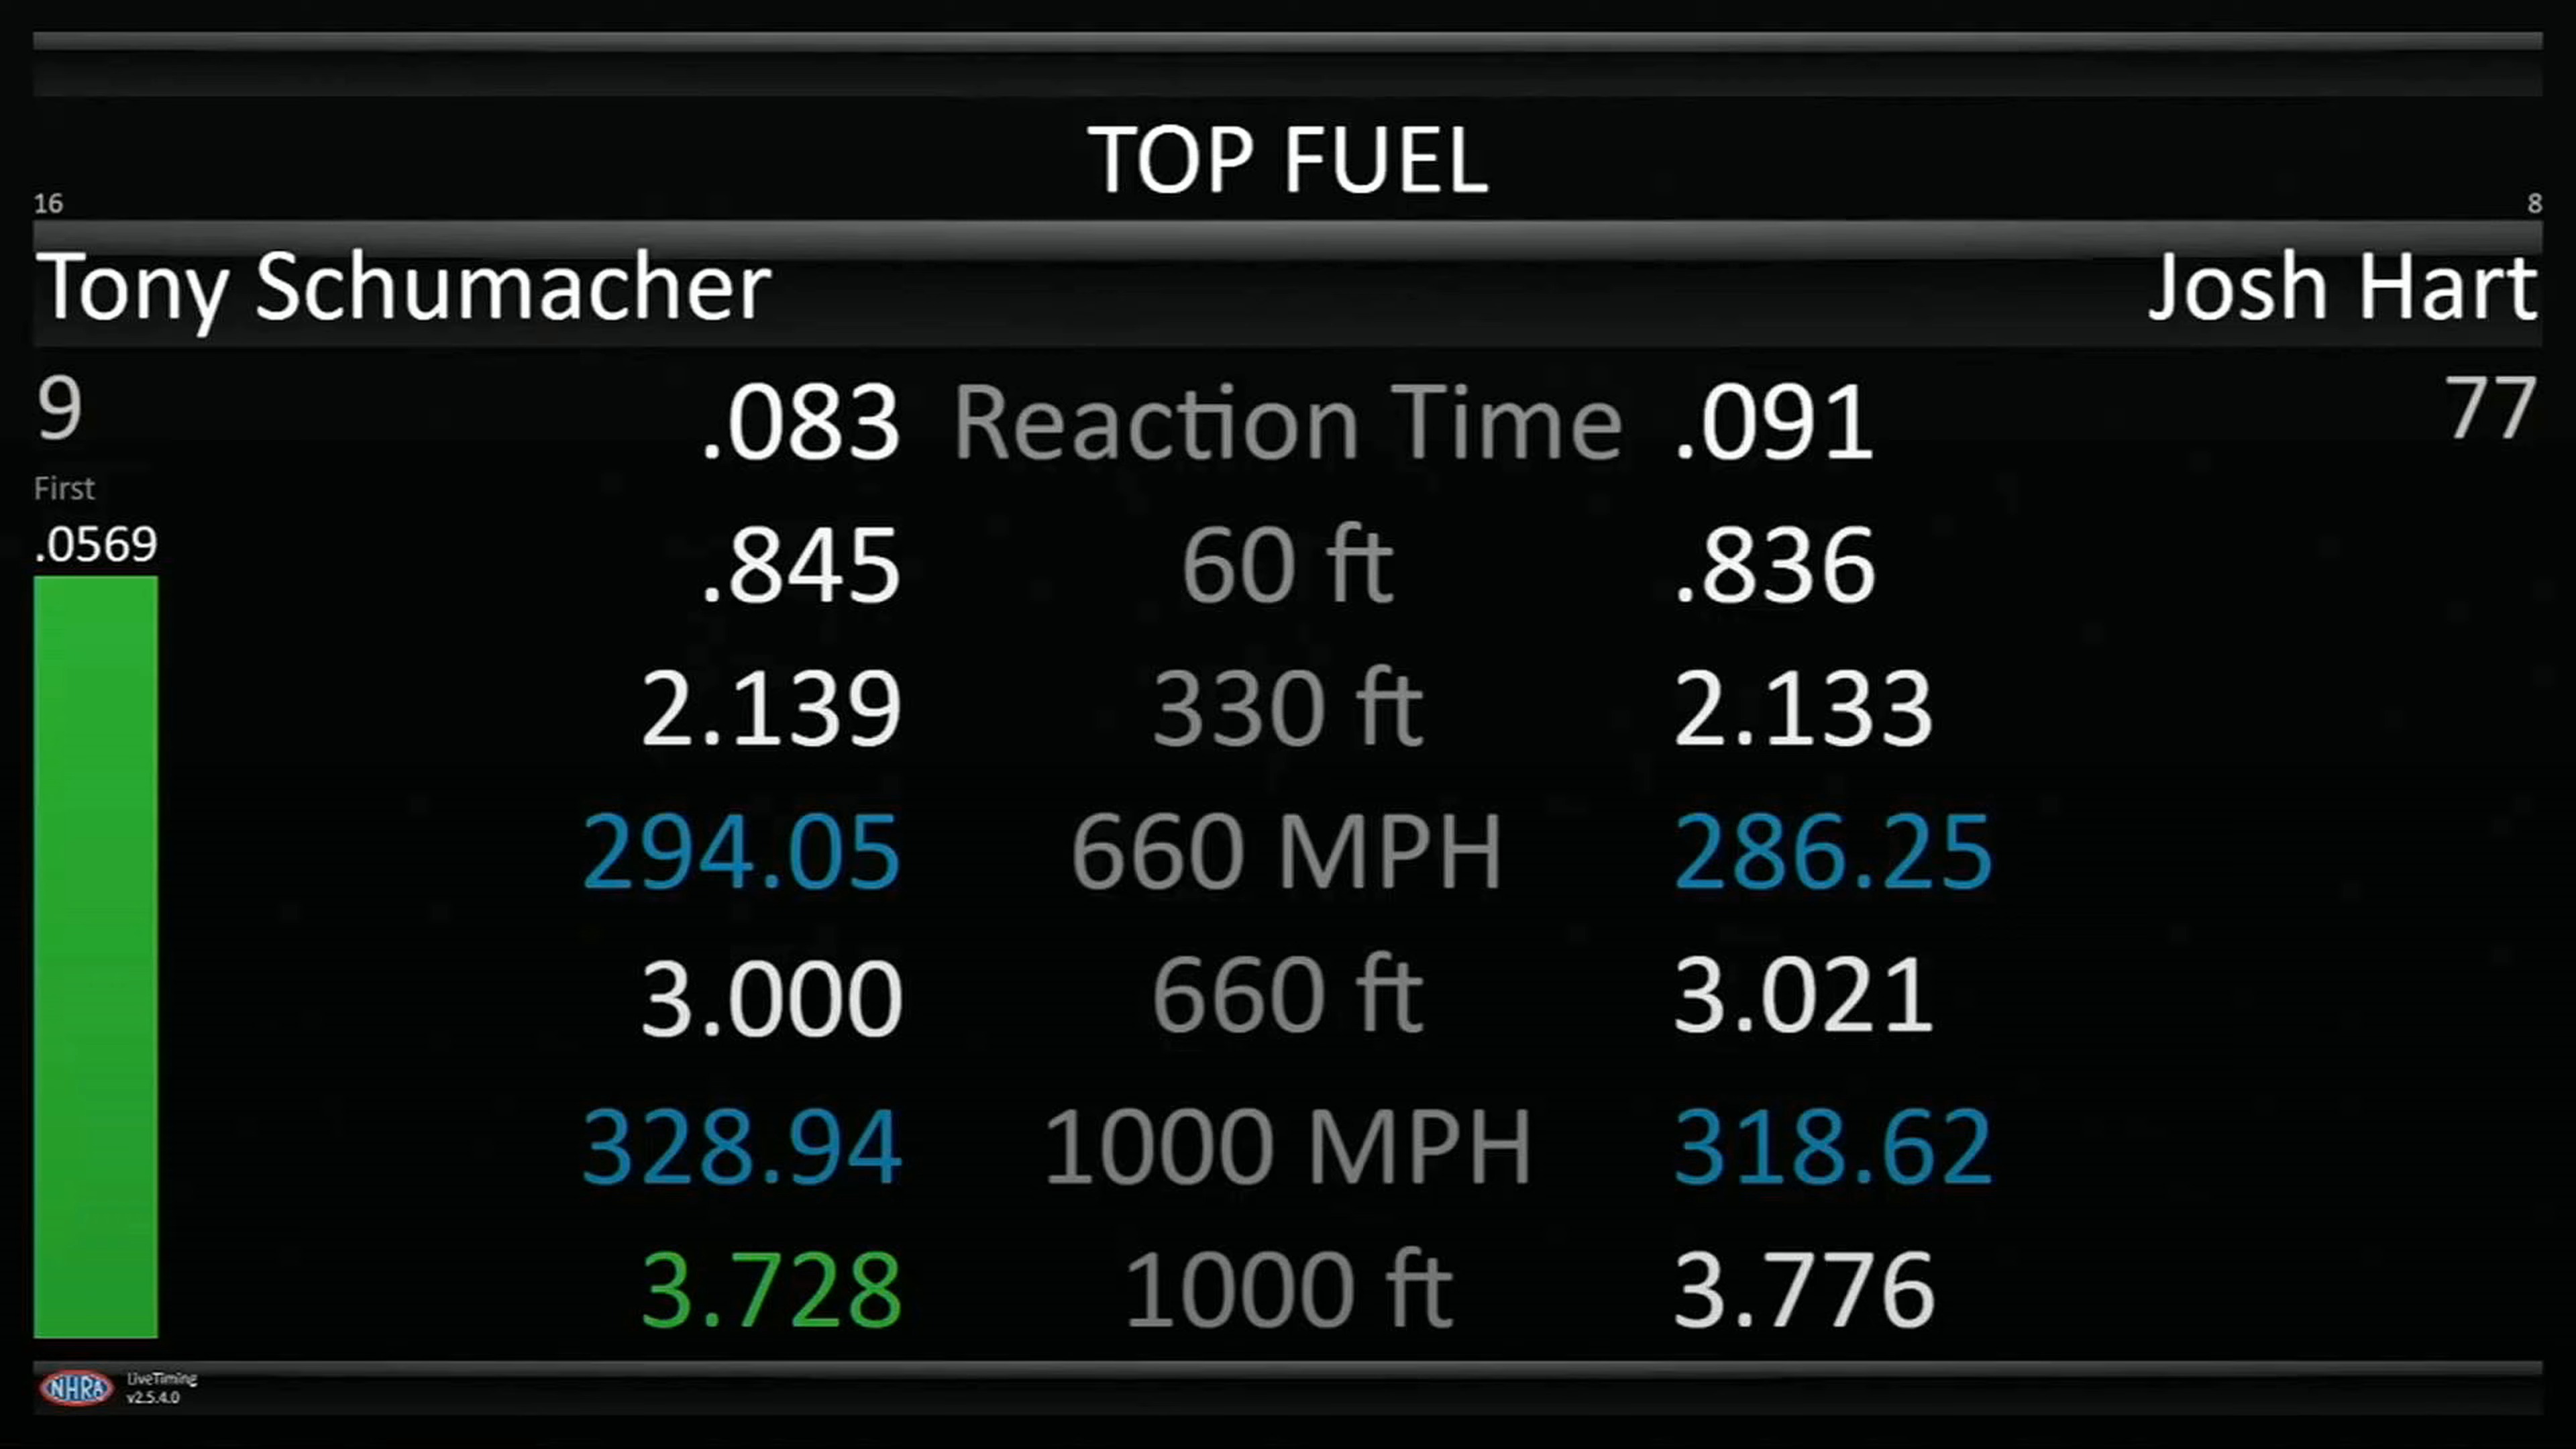 TOP FUEL
16 8
Tony Schumacher Josh Hart
9 .083 Reaction Time .091 77
First
.0569 .845 60 ft .836
2.139 330 ft 2.133
294.05 660 MPH 286.25
3.000 660 ft 3.021
328.94 1000 MPH 318.62
3.728 1000 ft 3.776
NHRA LiveTiming
v2.5.4.0